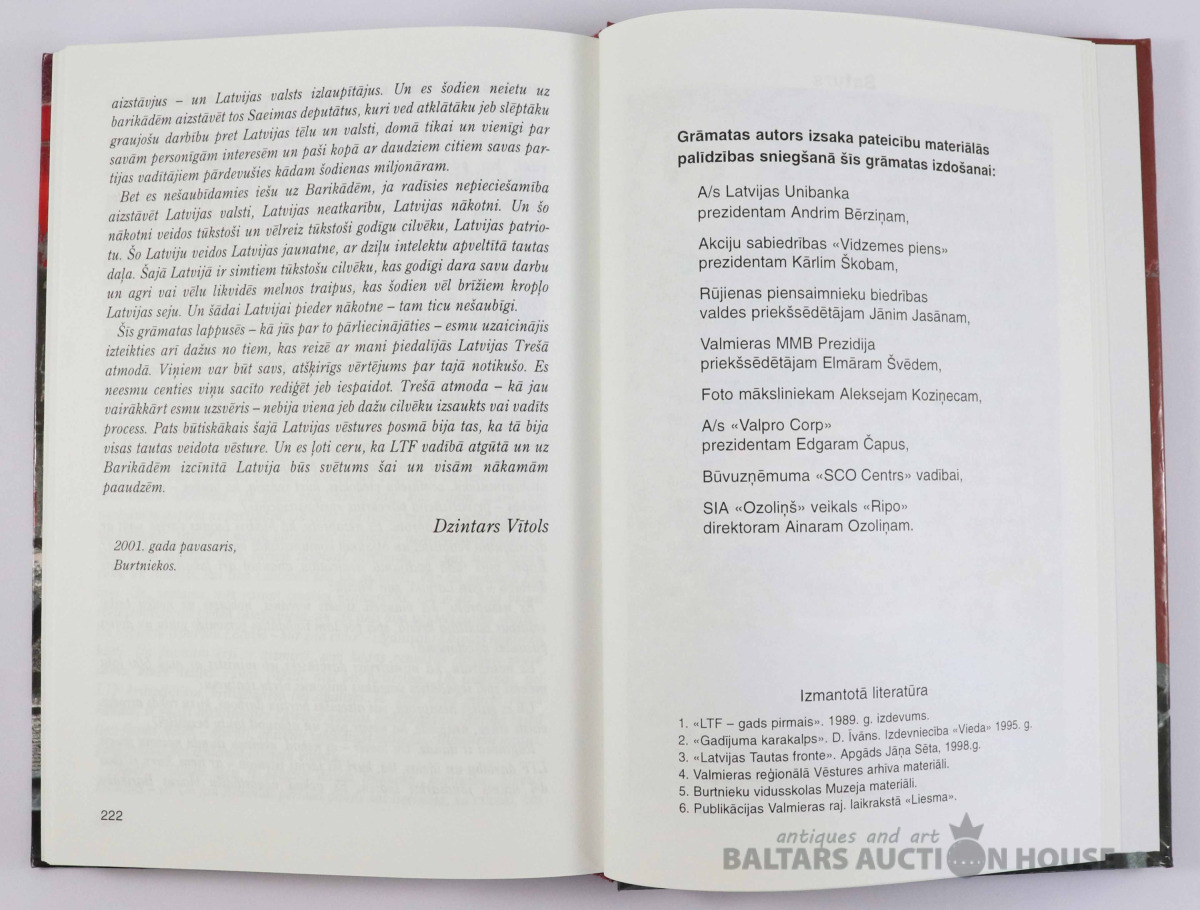 aizstāvjus – un Latvijas valsts izlaupītājus. Un es šodien neietu uz
barikādēm aizstāvēt tos Saeimas deputātus, kuri ved atklātāku jeb slēptāku
graujošu darbību pret Latvijas tēlu un valsti, domā tikai un vienīgi par
savām personīgām interesēm un paši kopā ar daudziem citiem savas par-
tijas vadītājiem pārdevušies kādam šodienas miljonāram.
Bet es nešaubīdamies iešu uz Barikādēm, ja radīsies nepieciešamība
aizstāvēt Latvijas valsti, Latvijas neatkarību, Latvijas nākotni. Un šo
nākotni veidos tūkstoši un vēlreiz tūkstoši godīgu cilvēku, Latvijas patrio-
tu. Šo Latviju veidos Latvijas jaunatne, ar dziļu intelektu apveltītā tautas
daļa. Šajā Latvijā ir simtiem tūkstošu cilvēku, kas godīgi dara savu darbu
un agri vai vēlu likvidēs melnos traipus, kas šodien vēl brīžiem kropļo
Latvijas seju. Un šādai Latvijai pieder nākotne – tam ticu nešaubīgi.
Šīs grāmatas lappusēs – kā jūs par to pārliecinājāties – esmu uzaicinājis
izteikties arī dažus no tiem, kas reizē ar mani piedalījās Latvijas Trešā
atmodā. Viņiem var būt savs, atšķirīgs vērtējums par tajā notikušo. Es
neesmu centies viņu sacīto rediģēt jeb iespaidot. Trešā atmoda – kā jau
vairākkārt esmu uzsvēris – nebija viena jeb dažu cilvēku izsaukts vai vadīts
process. Pats būtiskākais šajā Latvijas vēstures posmā bija tas, ka tā bija
visas tautas veidota vēsture. Un es ļoti ceru, ka LTF vadībā atgūtā un uz
Barikādēm izcīnītā Latvija būs svētums šai un visām nākamām
paaudzēm.
Dzintars Vītols
2001. gada pavasaris,
Burtniekos.
222
Grāmatas autors izsaka pateicību materiālās
palīdzības sniegšanā šīs grāmatas izdošanai:
A/s Latvijas Unibanka
prezidentam Andrim Bērziņam,
Akciju sabiedrības «Vidzemes piens»
prezidentam Kārlim Škobam,
Rūjienas piensaimnieku biedrības
valdes priekšsēdētājam Jānim Jasānam,
Valmieras MMB Prezidija
priekšsēdētājam Elmāram Švēdem,
Foto māksliniekam Aleksejam Koziņecam,
A/s «Valpro Corp»
prezidentam Edgaram Čapus,
Būvuzņēmuma «SCO Centrs» vadībai,
SIA «Ozoliņš» veikals «Ripo»
direktoram Ainaram Ozoliņam.
Izmantotā literatūra
1. «LTF – gads pirmais». 1989. g. izdevums.
2. «Gadījuma karakalps». D. Īvāns. Izdevniecība «Vieda» 1995. g.
3. «Latvijas Tautas fronte». Apgāds Jāņa Sēta, 1998.g.
4. Valmieras reģionālā Vēstures arhīva materiāli.
5. Burtnieku vidusskolas Muzeja materiāli.
6. Publikācijas Valmieras raj. laikrakstā «Liesma».
antiques and art
BALTARS AUCTION HOUSE